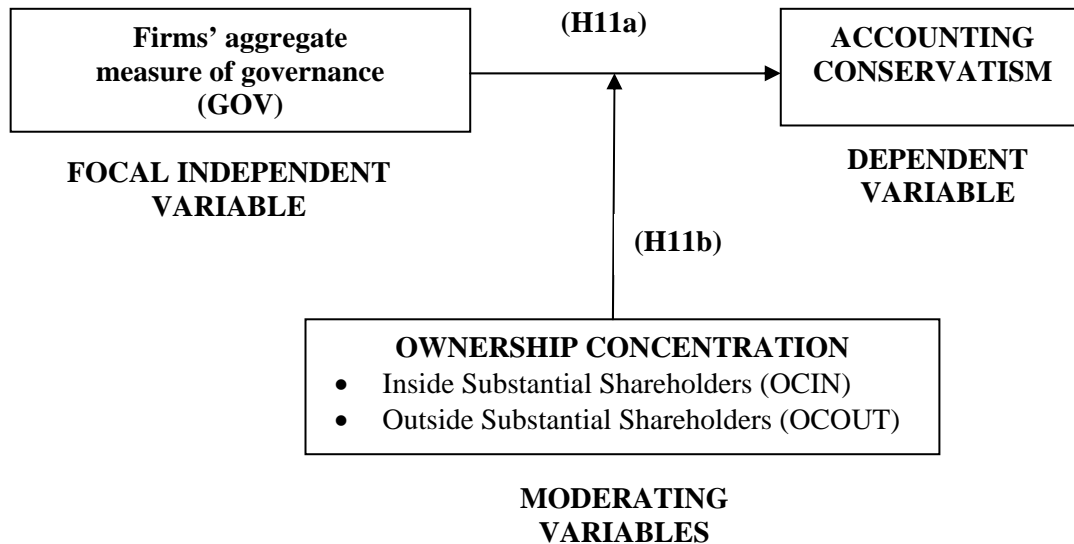 Firms’ aggregate
measure of governance
(GOV)
FOCAL INDEPENDENT
VARIABLE
(H11a)
ACCOUNTING
CONSERVATISM
DEPENDENT
VARIABLE
(H11b)
OWNERSHIP CONCENTRATION
• Inside Substantial Shareholders (OCIN)
• Outside Substantial Shareholders (OCOUT)
MODERATING
VARIABLES